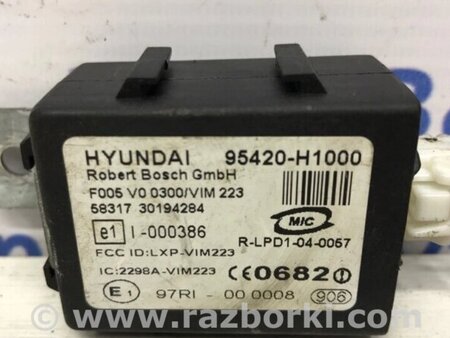 HYUNDAI 95420-H1000
Robert Bosch GmbH
F005 V0 0300/VIM 223
58317 30194284
e1 I-000386
MIC
R-LPD1-04-0057
FCC ID:LXP-VIM223
IC:2298A-VIM223 CE0682
E1 97RI - 00 0008 906
www.razborki.com